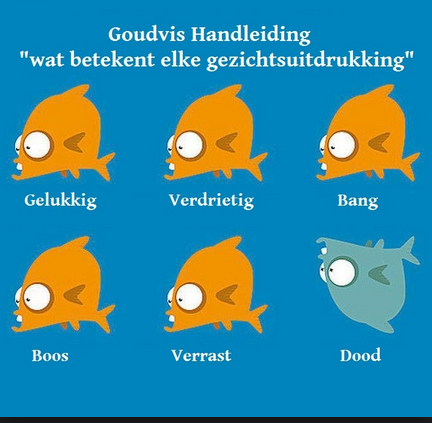 Goudvis Handleiding
"wat betekent elke gezichtsuitdrukking"
Gelukkig Verdrietig Bang
Boos Verrast Dood